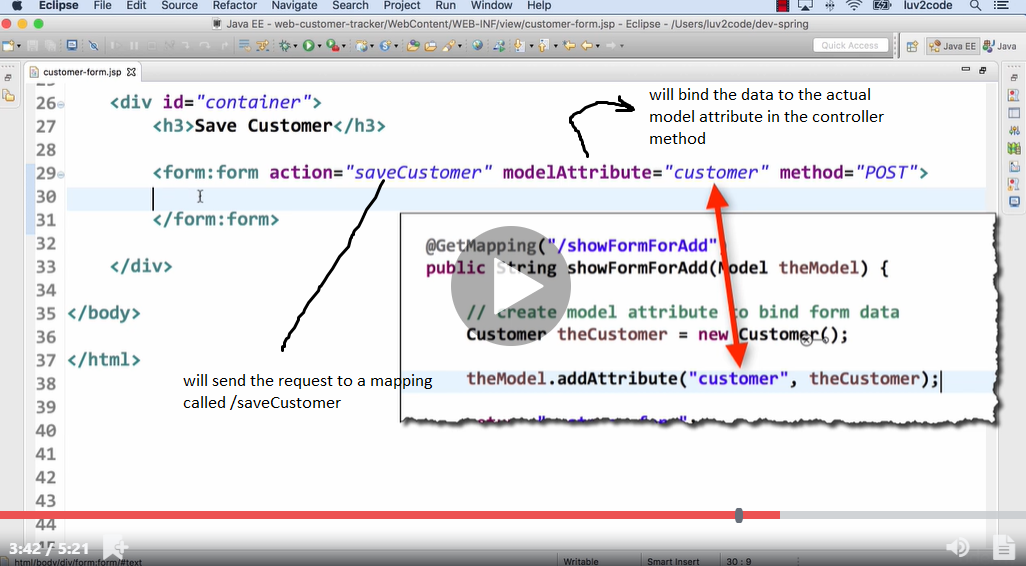 Eclipse File Edit Source Refactor Navigate Search Project Run Window Help luv2code
Java EE - web-customer-tracker/WebContent/WEB-INF/view/customer-form.jsp - Eclipse - /Users/luv2code/dev-spring
Quick Access Java EE Java
customer-form.jsp
26 <div id="container">
will bind the data to the actual
model attribute in the controller
method
27 <h3>Save Customer</h3>
28
29 <form:form action="saveCustomer" modelAttribute="customer" method="POST">
30
31 </form:form>
32
33 </div>
34
35 </body>
36
37 </html>
38
39
40
41
42
43
44
@GetMapping("/showFormForAdd"
public String showFormForAdd(Model theModel) {
// create model attribute to bind form data
Customer theCustomer = new Customer();
theModel.addAttribute("customer", theCustomer);
will send the request to a mapping
called /saveCustomer
3:42 / 5:21
html/body/div/form:form/#text Writable Smart Insert 30 : 9